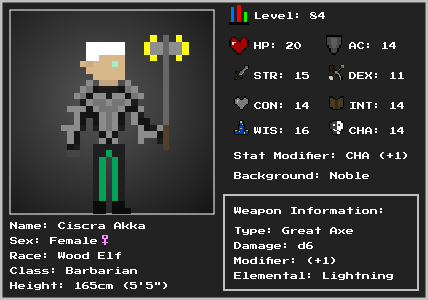 Level: 84
HP: 20 AC: 14
STR: 15 DEX: 11
CON: 14 INT: 14
WIS: 16 CHA: 14
Stat Modifier: CHA (+1)
Background: Noble
Name: Ciscra Akka
Sex: Female♀
Race: Wood Elf
Class: Barbarian
Height: 165cm (5'5")
Weapon Information:
Type: Great Axe
Damage: d6
Modifier: (+1)
Elemental: Lightning